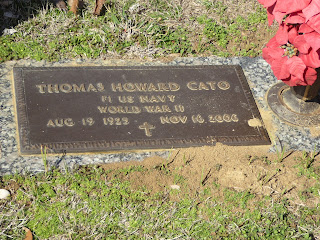 THOMAS HOWARD CATO
F1 US NAVY
WORLD WAR II
AUG 19 1925 NOV 16 2006